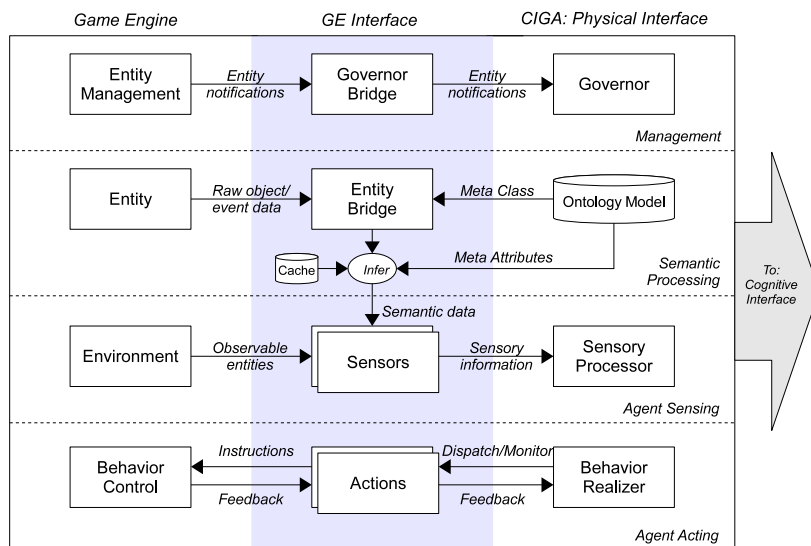 Game Engine
GE Interface
CIGA: Physical Interface
Entity
Management
Entity
notifications
Governor
Bridge
Entity
notifications
Governor
Management
Entity
Raw object/
event data
Entity
Bridge
Meta Class
Ontology Model
Cache
Infer
Meta Attributes
Semantic
Processing
To:
Cognitive
Interface
Semantic data
Environment
Observable
entities
Sensors
Sensory
information
Sensory
Processor
Agent Sensing
Behavior
Control
Instructions
Feedback
Actions
Dispatch/Monitor
Feedback
Behavior
Realizer
Agent Acting